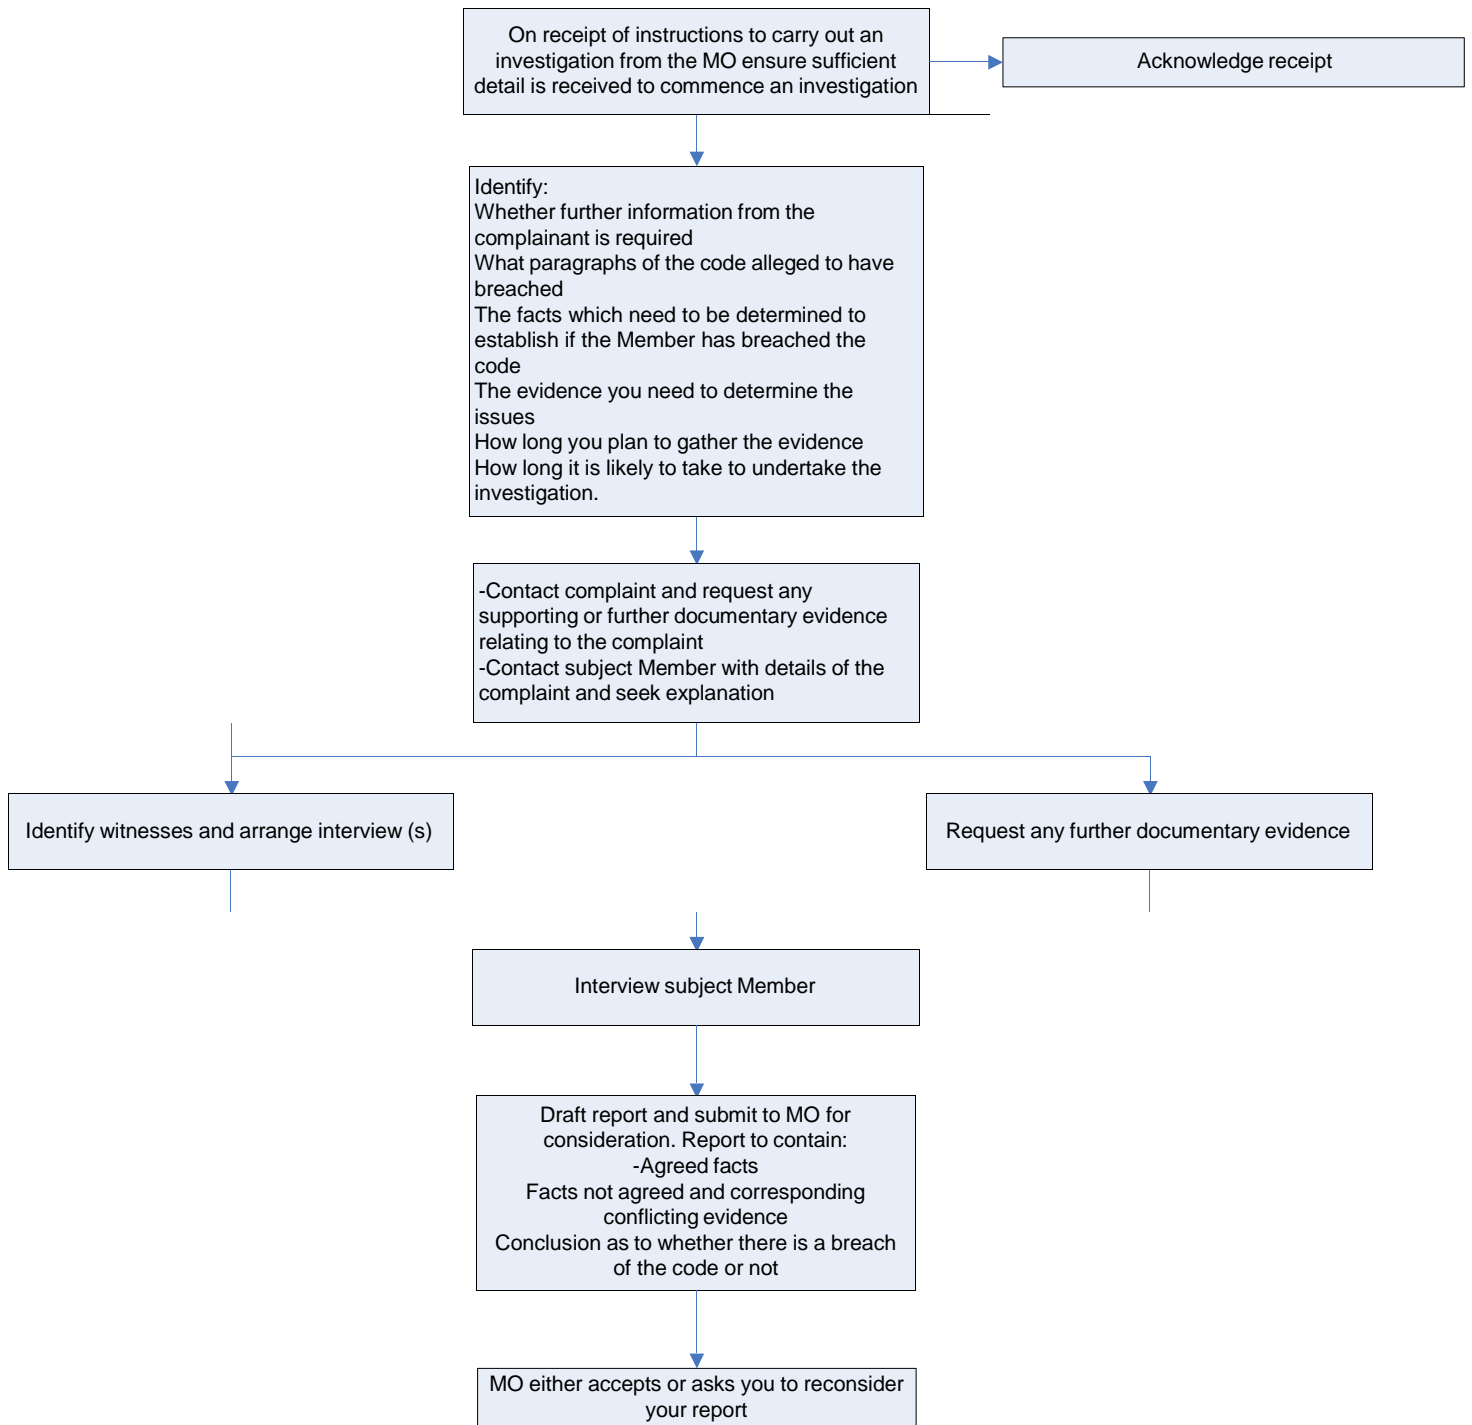 On receipt of instructions to carry out an
investigation from the MO ensure sufficient
detail is received to commence an investigation
Acknowledge receipt
Identify:
Whether further information from the
complainant is required
What paragraphs of the code alleged to have
breached
The facts which need to be determined to
establish if the Member has breached the
code
The evidence you need to determine the
issues
How long you plan to gather the evidence
How long it is likely to take to undertake the
investigation.
-Contact complaint and request any
supporting or further documentary evidence
relating to the complaint
-Contact subject Member with details of the
complaint and seek explanation
Identify witnesses and arrange interview (s)
Request any further documentary evidence
Interview subject Member
Draft report and submit to MO for
consideration. Report to contain:
-Agreed facts
Facts not agreed and corresponding
conflicting evidence
Conclusion as to whether there is a breach
of the code or not
MO either accepts or asks you to reconsider
your report